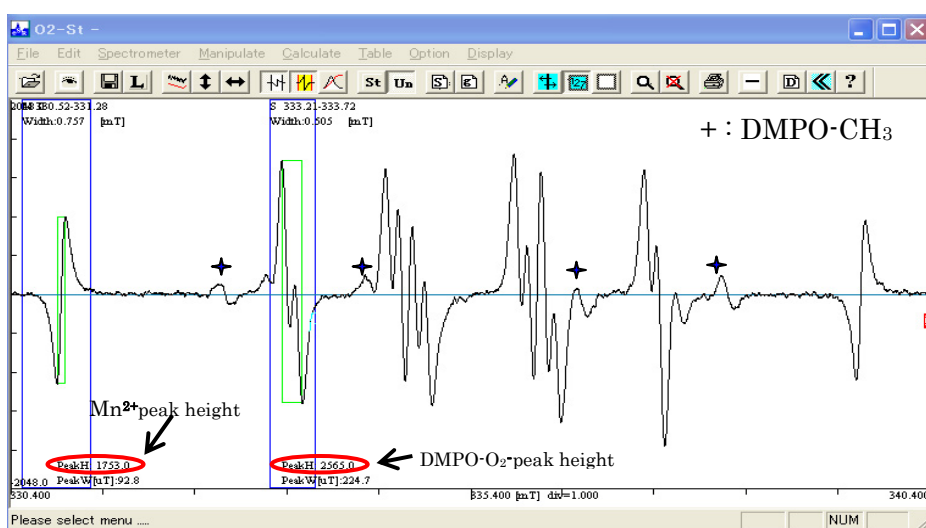 O2-St -
File Edit Spectrometer Manipulate Calculate Table Option Display
L St Un D ?
330.52-331.28
Width:0.757 [mT]
S 333.21-333.72
Width:0.505 [mT]
+ : DMPO-CH₃
Mn²⁺peak height
PeakH 1753.0
PeakW[uT]:92.8
PeakH 2565.0
PeakW[uT]:224.7
DMPO-O₂-peak height
-2048.0
330.400
335.400 [mT] div=1.000
340.400
Please select menu ....
NUM